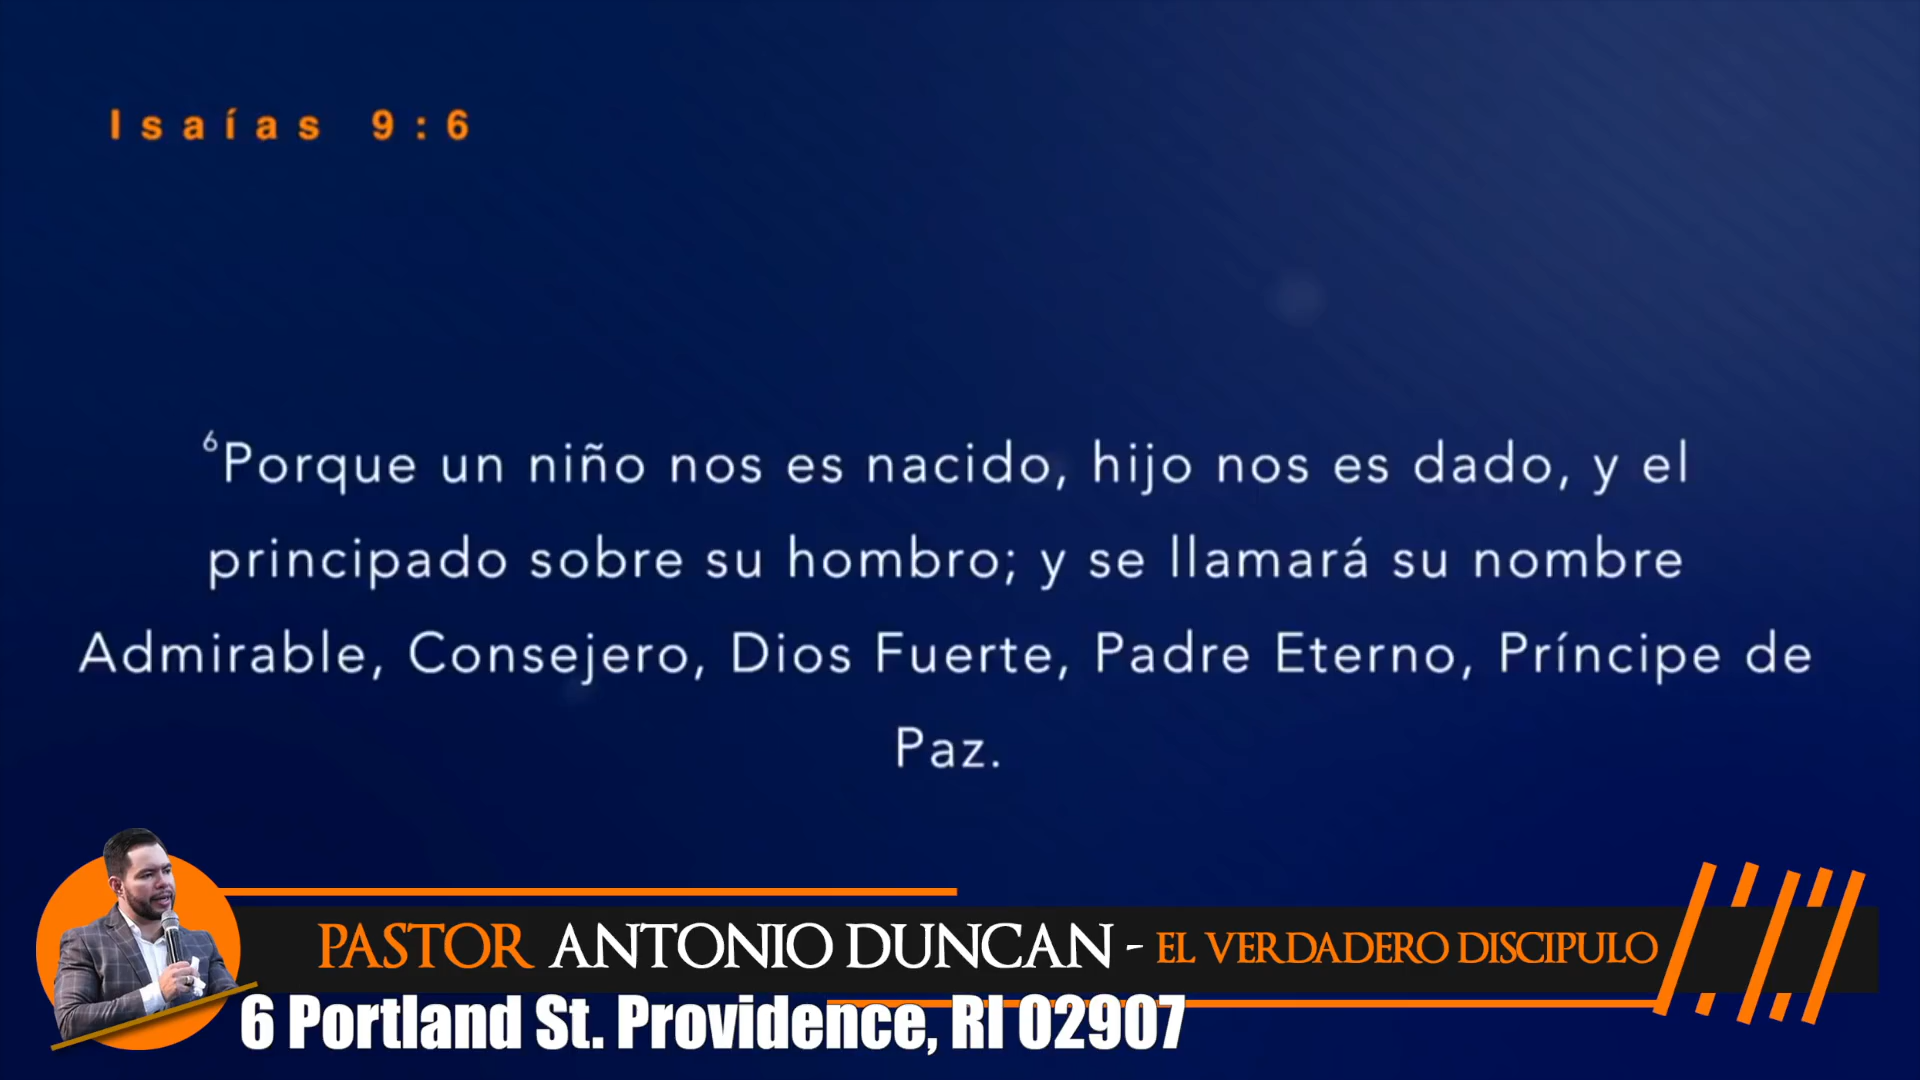 Isaías 9:6
⁶Porque un niño nos es nacido, hijo nos es dado, y el
principado sobre su hombro; y se llamará su nombre
Admirable, Consejero, Dios Fuerte, Padre Eterno, Príncipe de
Paz.
PASTOR ANTONIO DUNCAN - EL VERDADERO DISCIPULO
6 Portland St. Providence, RI 02907